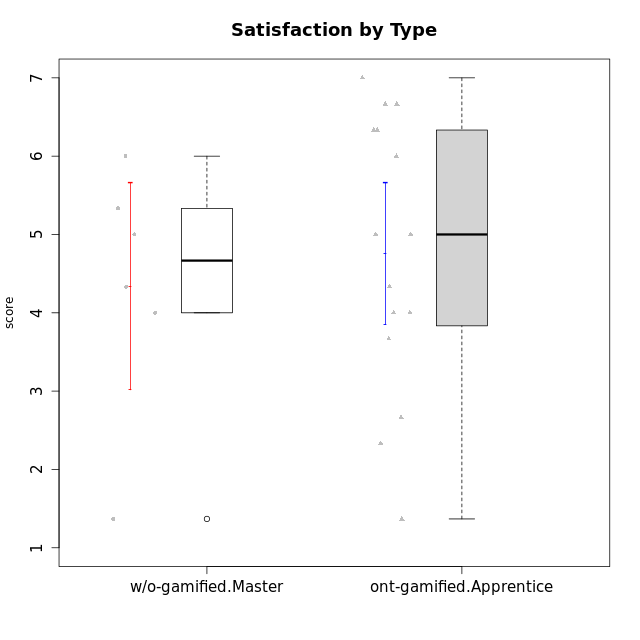 Satisfaction by Type
score
7
6
5
4
3
2
1
w/o-gamified.Master
ont-gamified.Apprentice